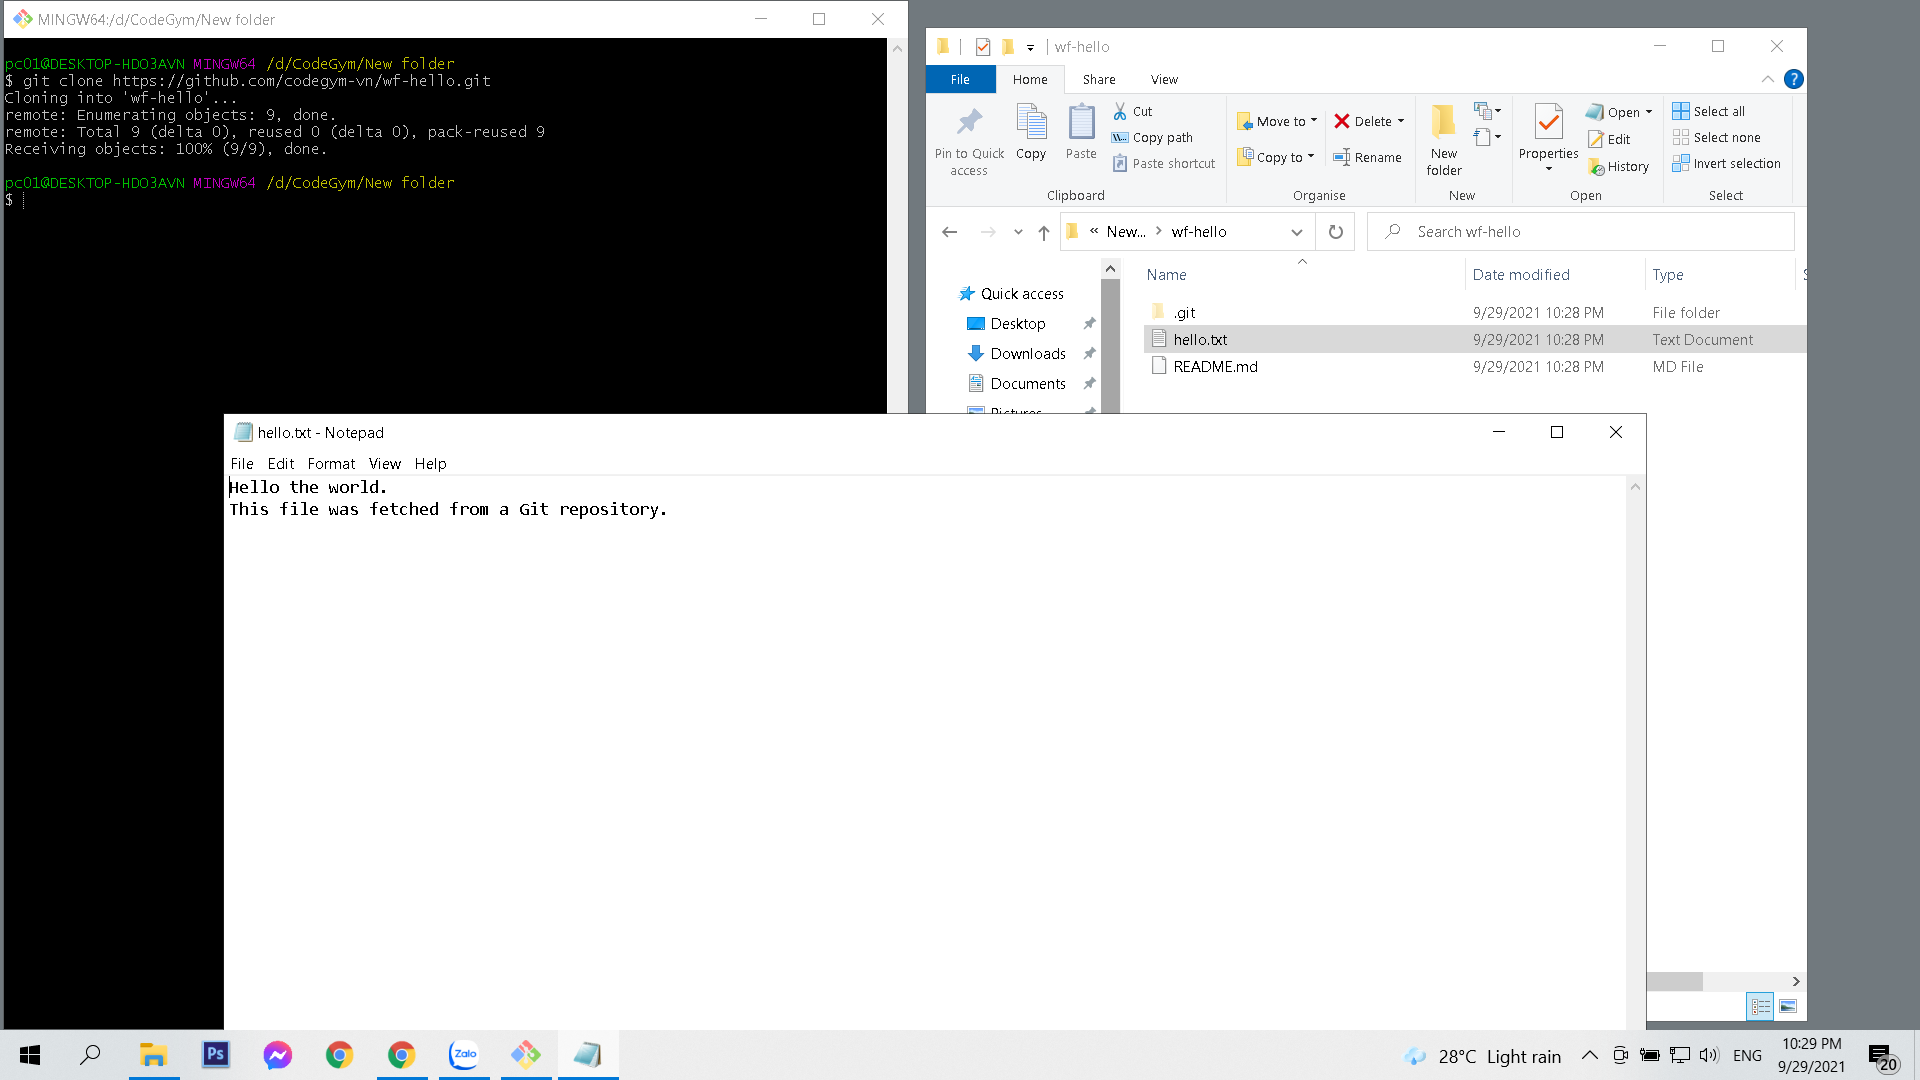 MINGW64:/d/CodeGym/New folder
pc01@DESKTOP-HDO3AVN MINGW64 /d/CodeGym/New folder
$ git clone https://github.com/codegym-vn/wf-hello.git
Cloning into 'wf-hello'...
remote: Enumerating objects: 9, done.
remote: Total 9 (delta 0), reused 0 (delta 0), pack-reused 9
Receiving objects: 100% (9/9), done.
pc01@DESKTOP-HDO3AVN MINGW64 /d/CodeGym/New folder
$
wf-hello
File Home Share View
Pin to Quick access
Copy
Paste
Cut
Copy path
Paste shortcut
Clipboard
Move to
Copy to
Delete
Rename
Organise
New folder
New
Properties
Open
Edit
History
Open
Select all
Select none
Invert selection
Select
« New... > wf-hello
Search wf-hello
Quick access
Desktop
Downloads
Documents
Pictures
Name Date modified Type
.git 9/29/2021 10:28 PM File folder
hello.txt 9/29/2021 10:28 PM Text Document
README.md 9/29/2021 10:28 PM MD File
hello.txt - Notepad
File Edit Format View Help
Hello the world.
This file was fetched from a Git repository.
Ps
Zalo
28°C Light rain
ENG
10:29 PM
9/29/2021
20